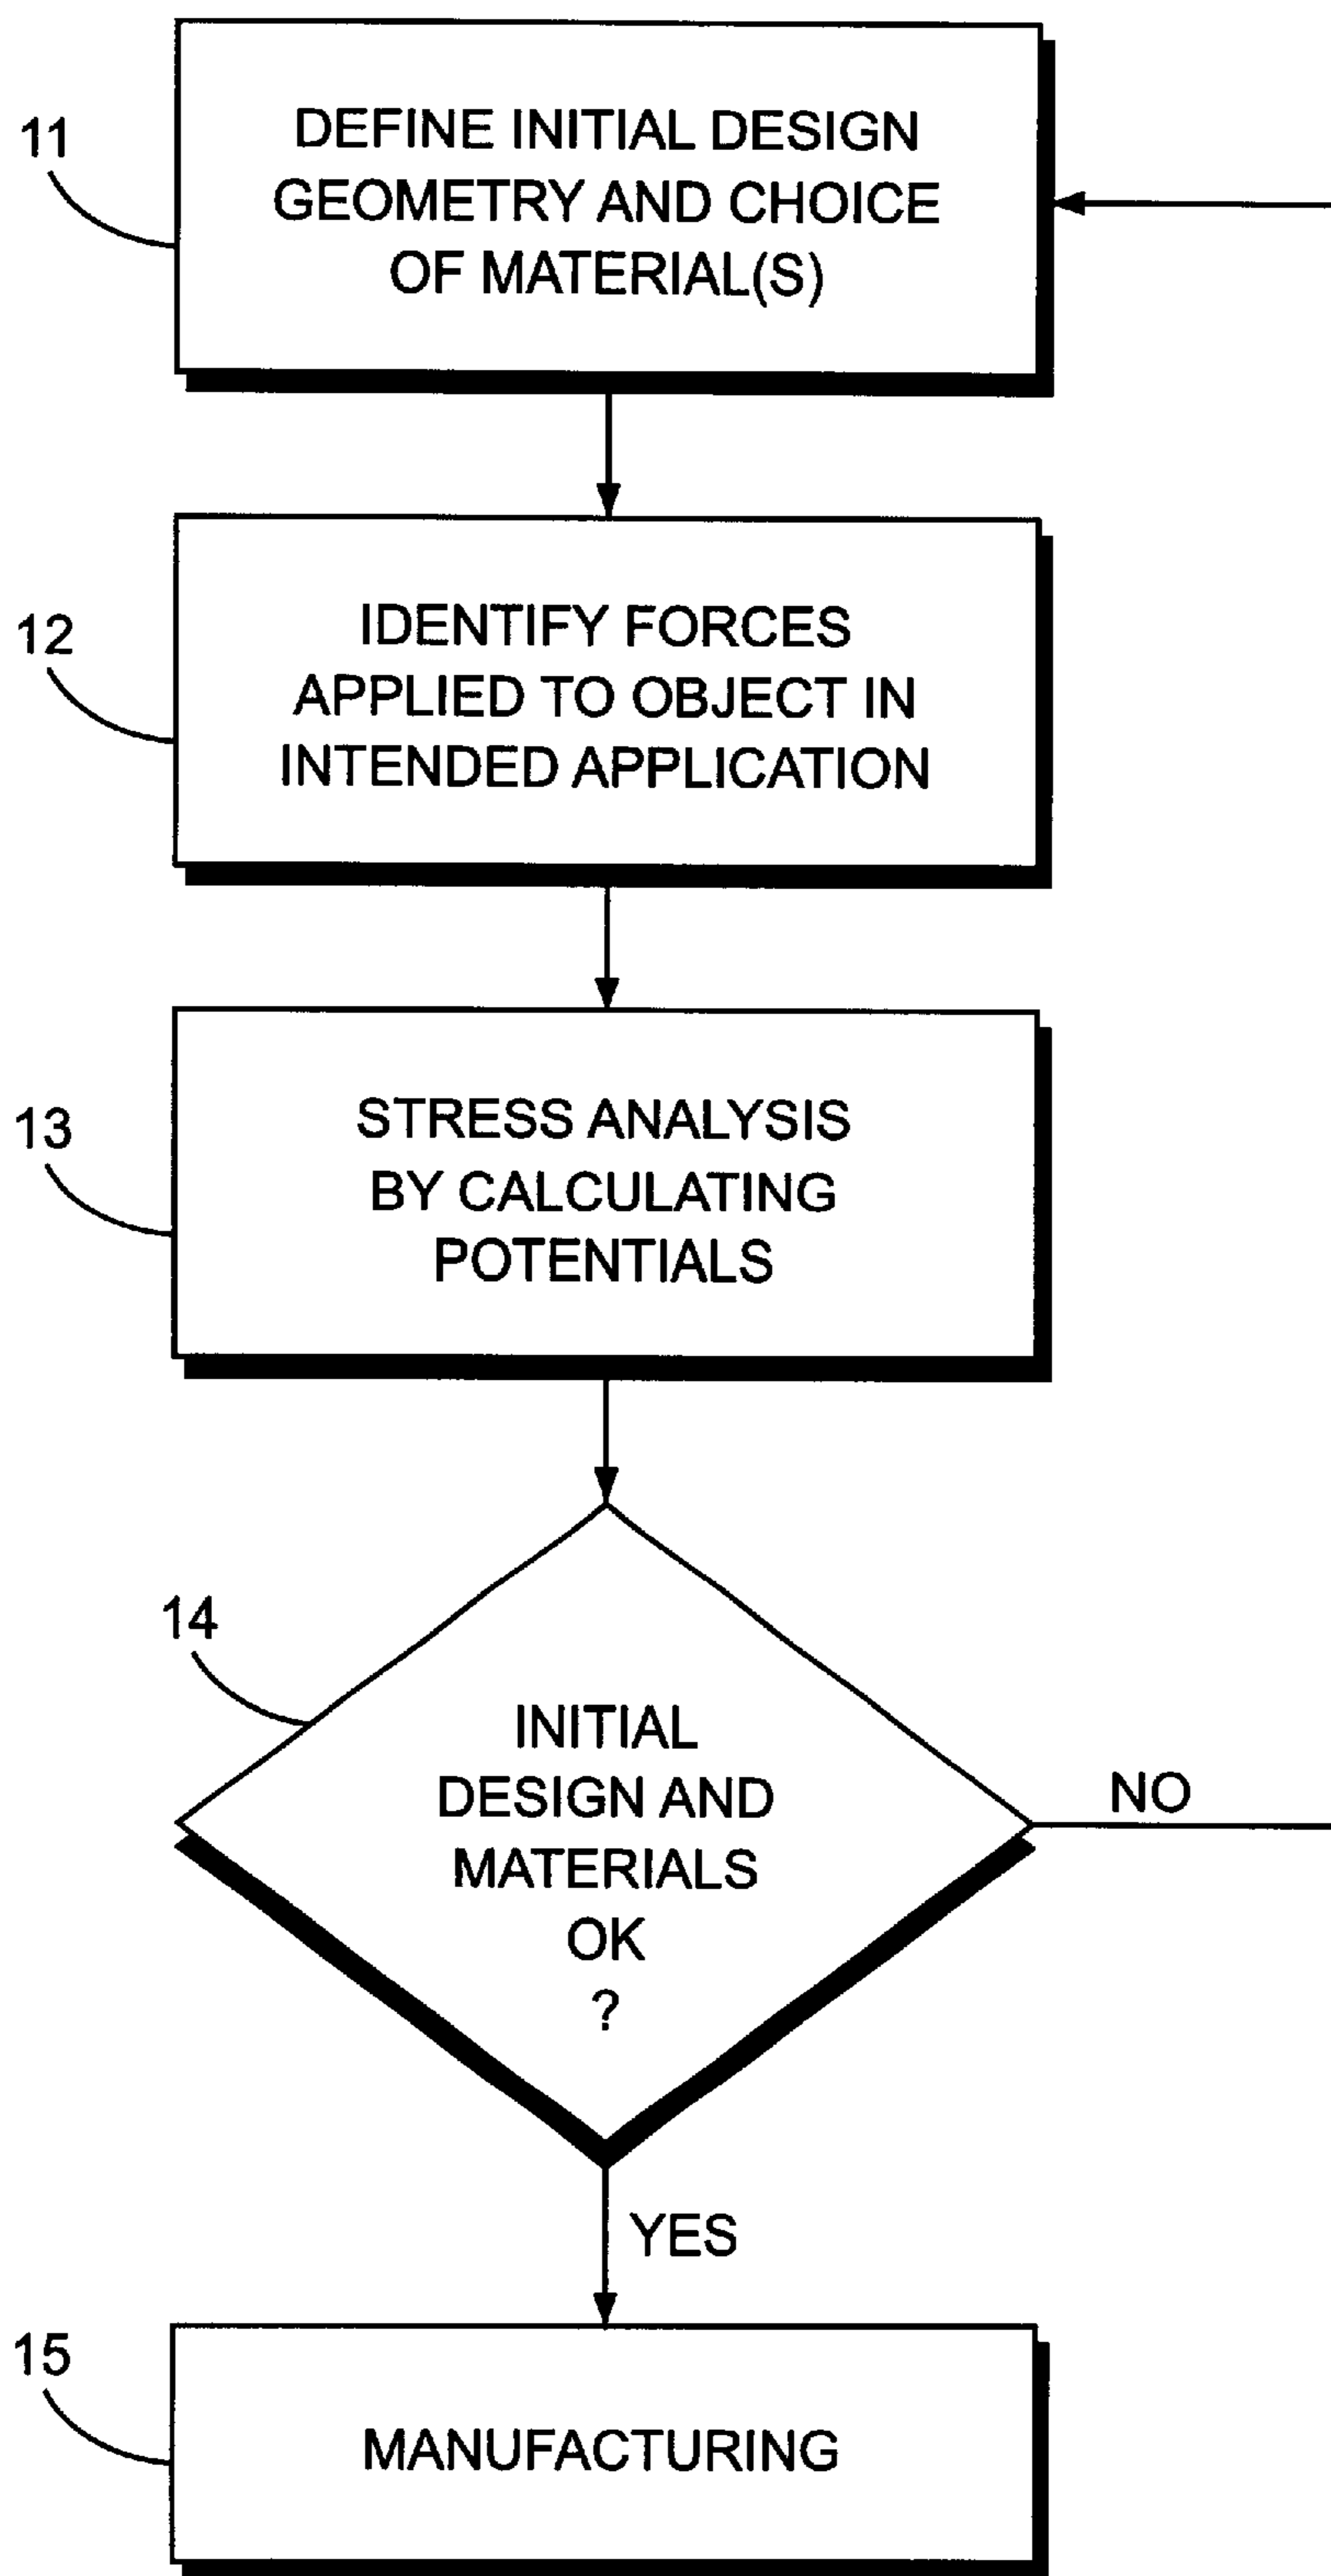 11
DEFINE INITIAL DESIGN
GEOMETRY AND CHOICE
OF MATERIAL(S)
12
IDENTIFY FORCES
APPLIED TO OBJECT IN
INTENDED APPLICATION
13
STRESS ANALYSIS
BY CALCULATING
POTENTIALS
14
INITIAL
DESIGN AND
MATERIALS
OK
?
NO
YES
15
MANUFACTURING